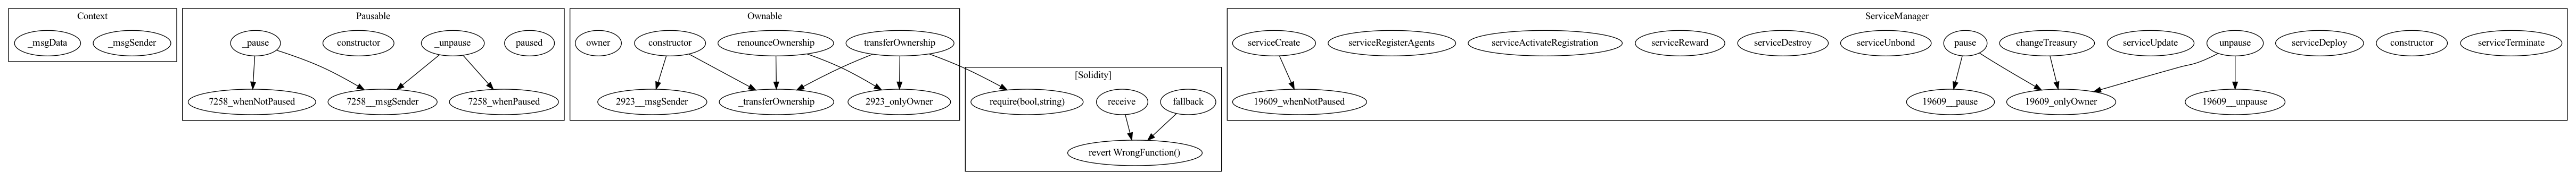 Context
_msgData
_msgSender
Pausable
_pause
constructor
_unpause
paused
7258_whenNotPaused
7258__msgSender
7258_whenPaused
Ownable
owner
constructor
renounceOwnership
transferOwnership
2923__msgSender
_transferOwnership
2923_onlyOwner
[Solidity]
require(bool,string)
receive
fallback
revert WrongFunction()
ServiceManager
serviceCreate
serviceRegisterAgents
serviceActivateRegistration
serviceReward
serviceDestroy
serviceUnbond
pause
changeTreasury
serviceUpdate
unpause
serviceDeploy
constructor
serviceTerminate
19609_whenNotPaused
19609__pause
19609_onlyOwner
19609__unpause